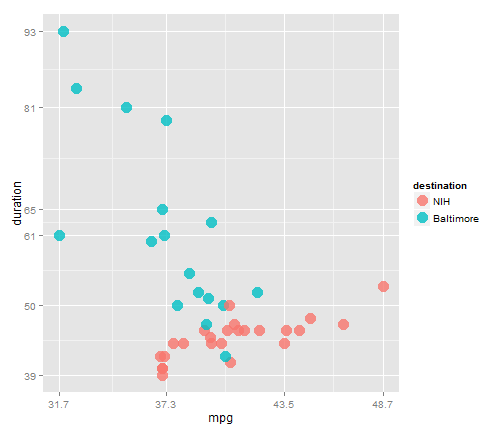 93
81
65
61
50
39
duration
31.7
37.3
43.5
48.7
mpg
destination
NIH
Baltimore